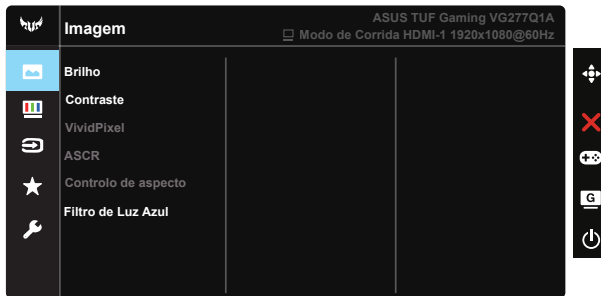 Imagem
ASUS TUF Gaming VG277Q1A
Modo de Corrida HDMI-1 1920x1080@60Hz
Brilho
Contraste
VividPixel
ASCR
Controlo de aspecto
Filtro de Luz Azul
G